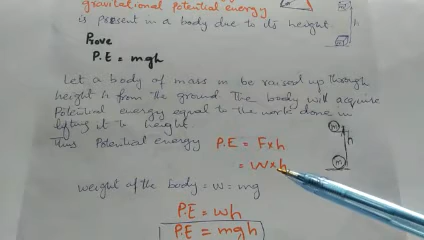 gravitational potential energy
is present in a body due to its height.
h
Prove
P.E = mgh
Let a body of mass m be raised up through
height h from the ground. The body will acquire
Potential energy equal to the work done in
lifting it to height.
Thus Potential energy P.E = F×h
= W×h
m
h
m
weight of the body = W = mg
P.E = Wh
P.E = mgh